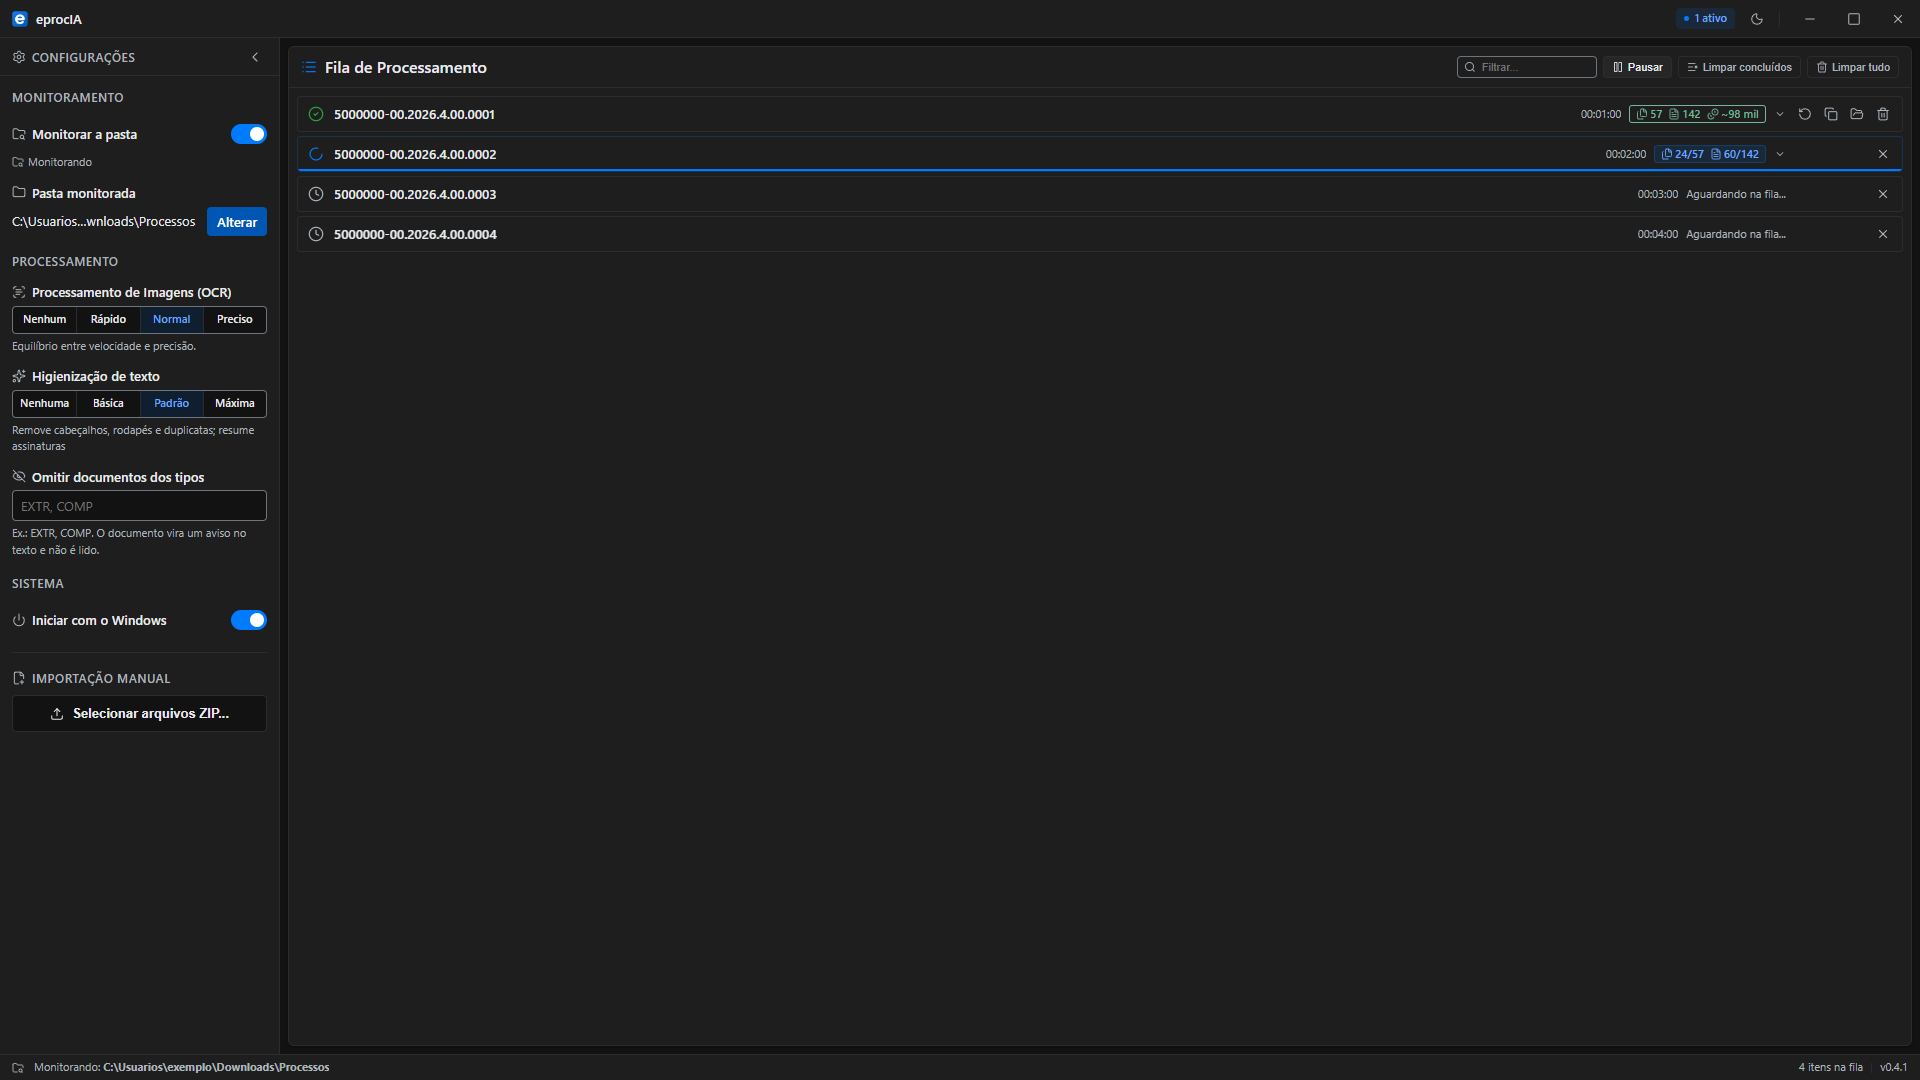 eprocIA
1 ativo
CONFIGURAÇÕES
MONITORAMENTO
Monitorar a pasta
Monitorando
Pasta monitorada
C:\Usuarios...wnloads\Processos
Alterar
PROCESSAMENTO
Processamento de Imagens (OCR)
Nenhum Rápido Normal Preciso
Equilíbrio entre velocidade e precisão.
Higienização de texto
Nenhuma Básica Padrão Máxima
Remove cabeçalhos, rodapés e duplicatas; resume
assinaturas
Omitir documentos dos tipos
EXTR, COMP
Ex.: EXTR, COMP. O documento vira um aviso no
texto e não é lido.
SISTEMA
Iniciar com o Windows
IMPORTAÇÃO MANUAL
Selecionar arquivos ZIP...
Fila de Processamento
Filtrar...
Pausar
Limpar concluídos
Limpar tudo
5000000-00.2026.4.00.0001 00:01:00 57 142 ~98 mil
5000000-00.2026.4.00.0002 00:02:00 24/57 60/142
5000000-00.2026.4.00.0003 00:03:00 Aguardando na fila...
5000000-00.2026.4.00.0004 00:04:00 Aguardando na fila...
Monitorando: C:\Usuarios\exemplo\Downloads\Processos
4 itens na fila
v0.4.1